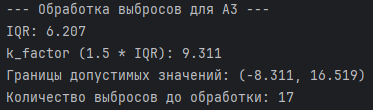 --- Обработка выбросов для A3 ---
IQR: 6.207
k_factor (1.5 * IQR): 9.311
Границы допустимых значений: (-8.311, 16.519)
Количество выбросов до обработки: 17